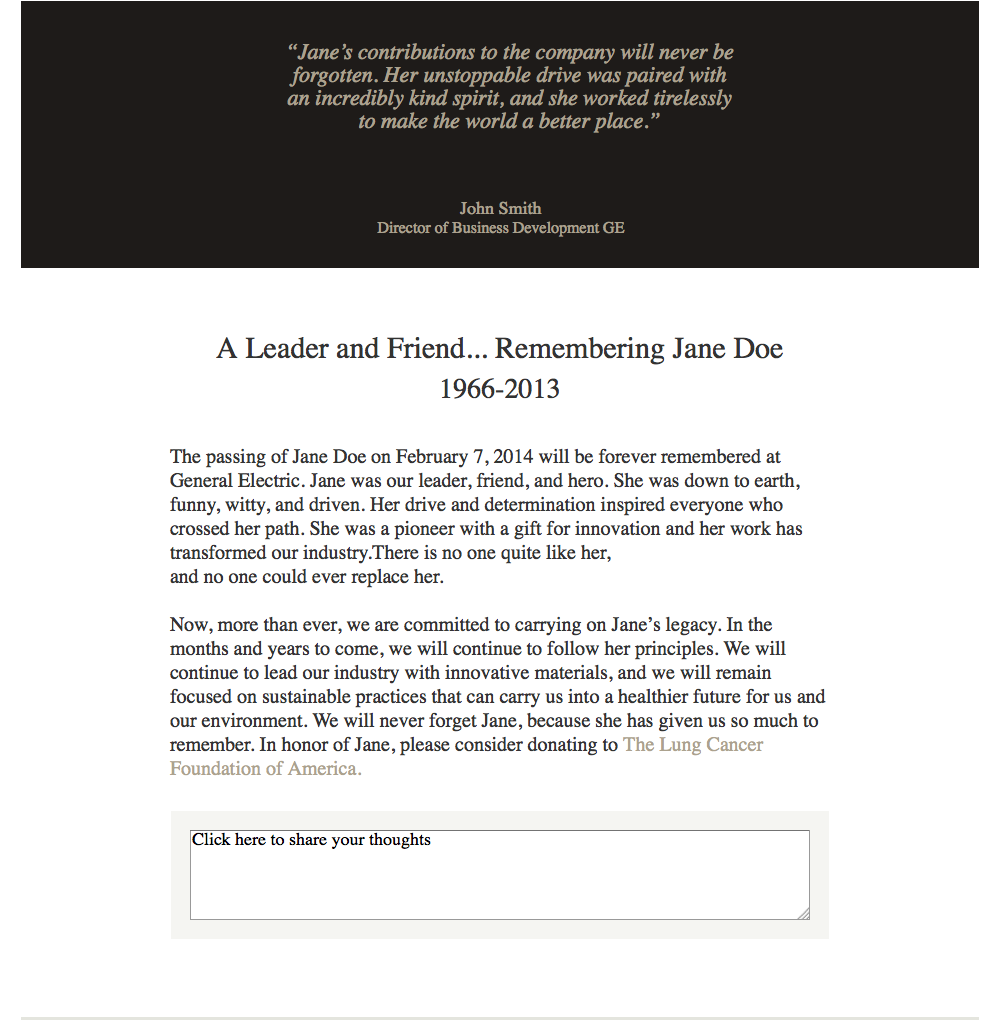 “Jane’s contributions to the company will never be
forgotten. Her unstoppable drive was paired with
an incredibly kind spirit, and she worked tirelessly
to make the world a better place.”
John Smith
Director of Business Development GE
A Leader and Friend... Remembering Jane Doe
1966-2013
The passing of Jane Doe on February 7, 2014 will be forever remembered at
General Electric. Jane was our leader, friend, and hero. She was down to earth,
funny, witty, and driven. Her drive and determination inspired everyone who
crossed her path. She was a pioneer with a gift for innovation and her work has
transformed our industry.There is no one quite like her,
and no one could ever replace her.
Now, more than ever, we are committed to carrying on Jane’s legacy. In the
months and years to come, we will continue to follow her principles. We will
continue to lead our industry with innovative materials, and we will remain
focused on sustainable practices that can carry us into a healthier future for us and
our environment. We will never forget Jane, because she has given us so much to
remember. In honor of Jane, please consider donating to The Lung Cancer
Foundation of America.
Click here to share your thoughts